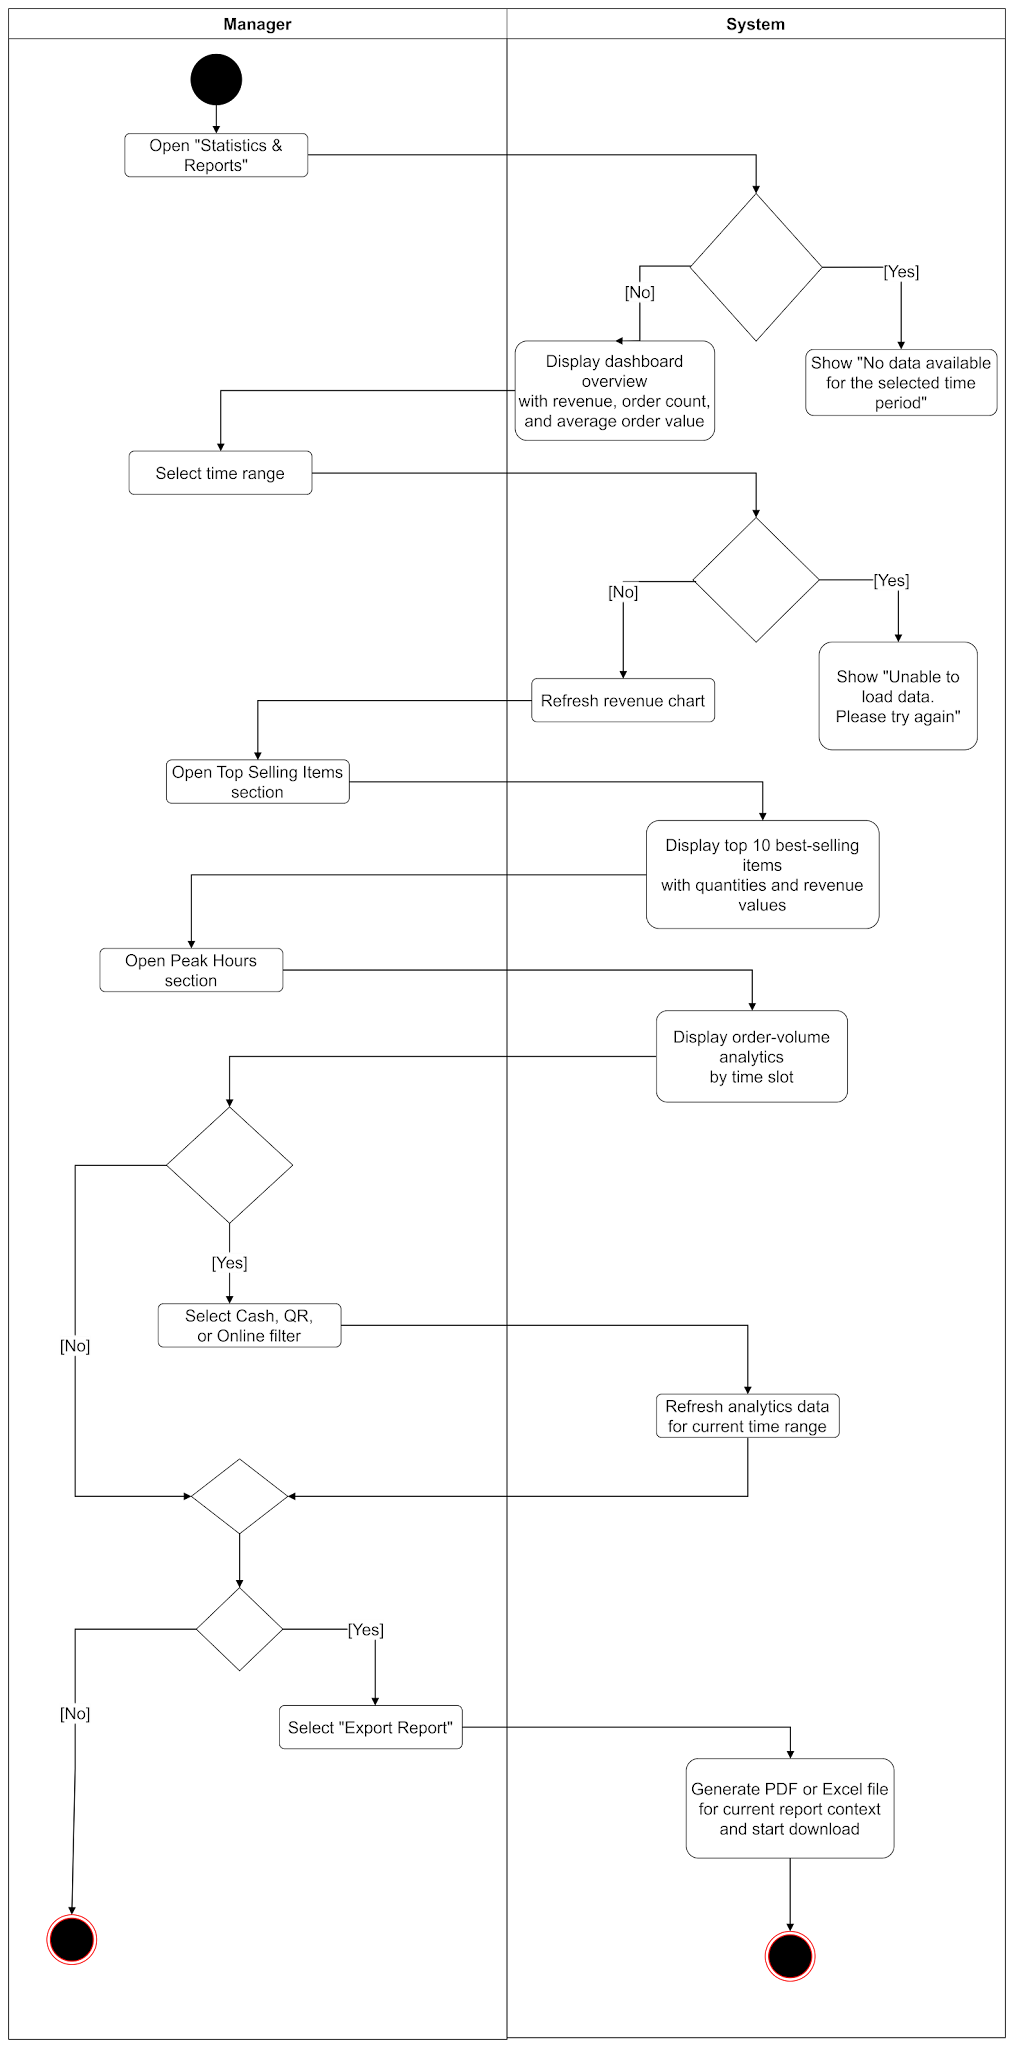 Manager
System
Open "Statistics &
Reports"
[No]
[Yes]
Display dashboard
overview
with revenue, order count,
and average order value
Show "No data available
for the selected time
period"
Select time range
[No]
[Yes]
Refresh revenue chart
Show "Unable to
load data.
Please try again"
Open Top Selling Items
section
Display top 10 best-selling
items
with quantities and revenue
values
Open Peak Hours
section
Display order-volume
analytics
by time slot
[Yes]
Select Cash, QR,
or Online filter
[No]
Refresh analytics data
for current time range
[Yes]
[No]
Select "Export Report"
Generate PDF or Excel file
for current report context
and start download